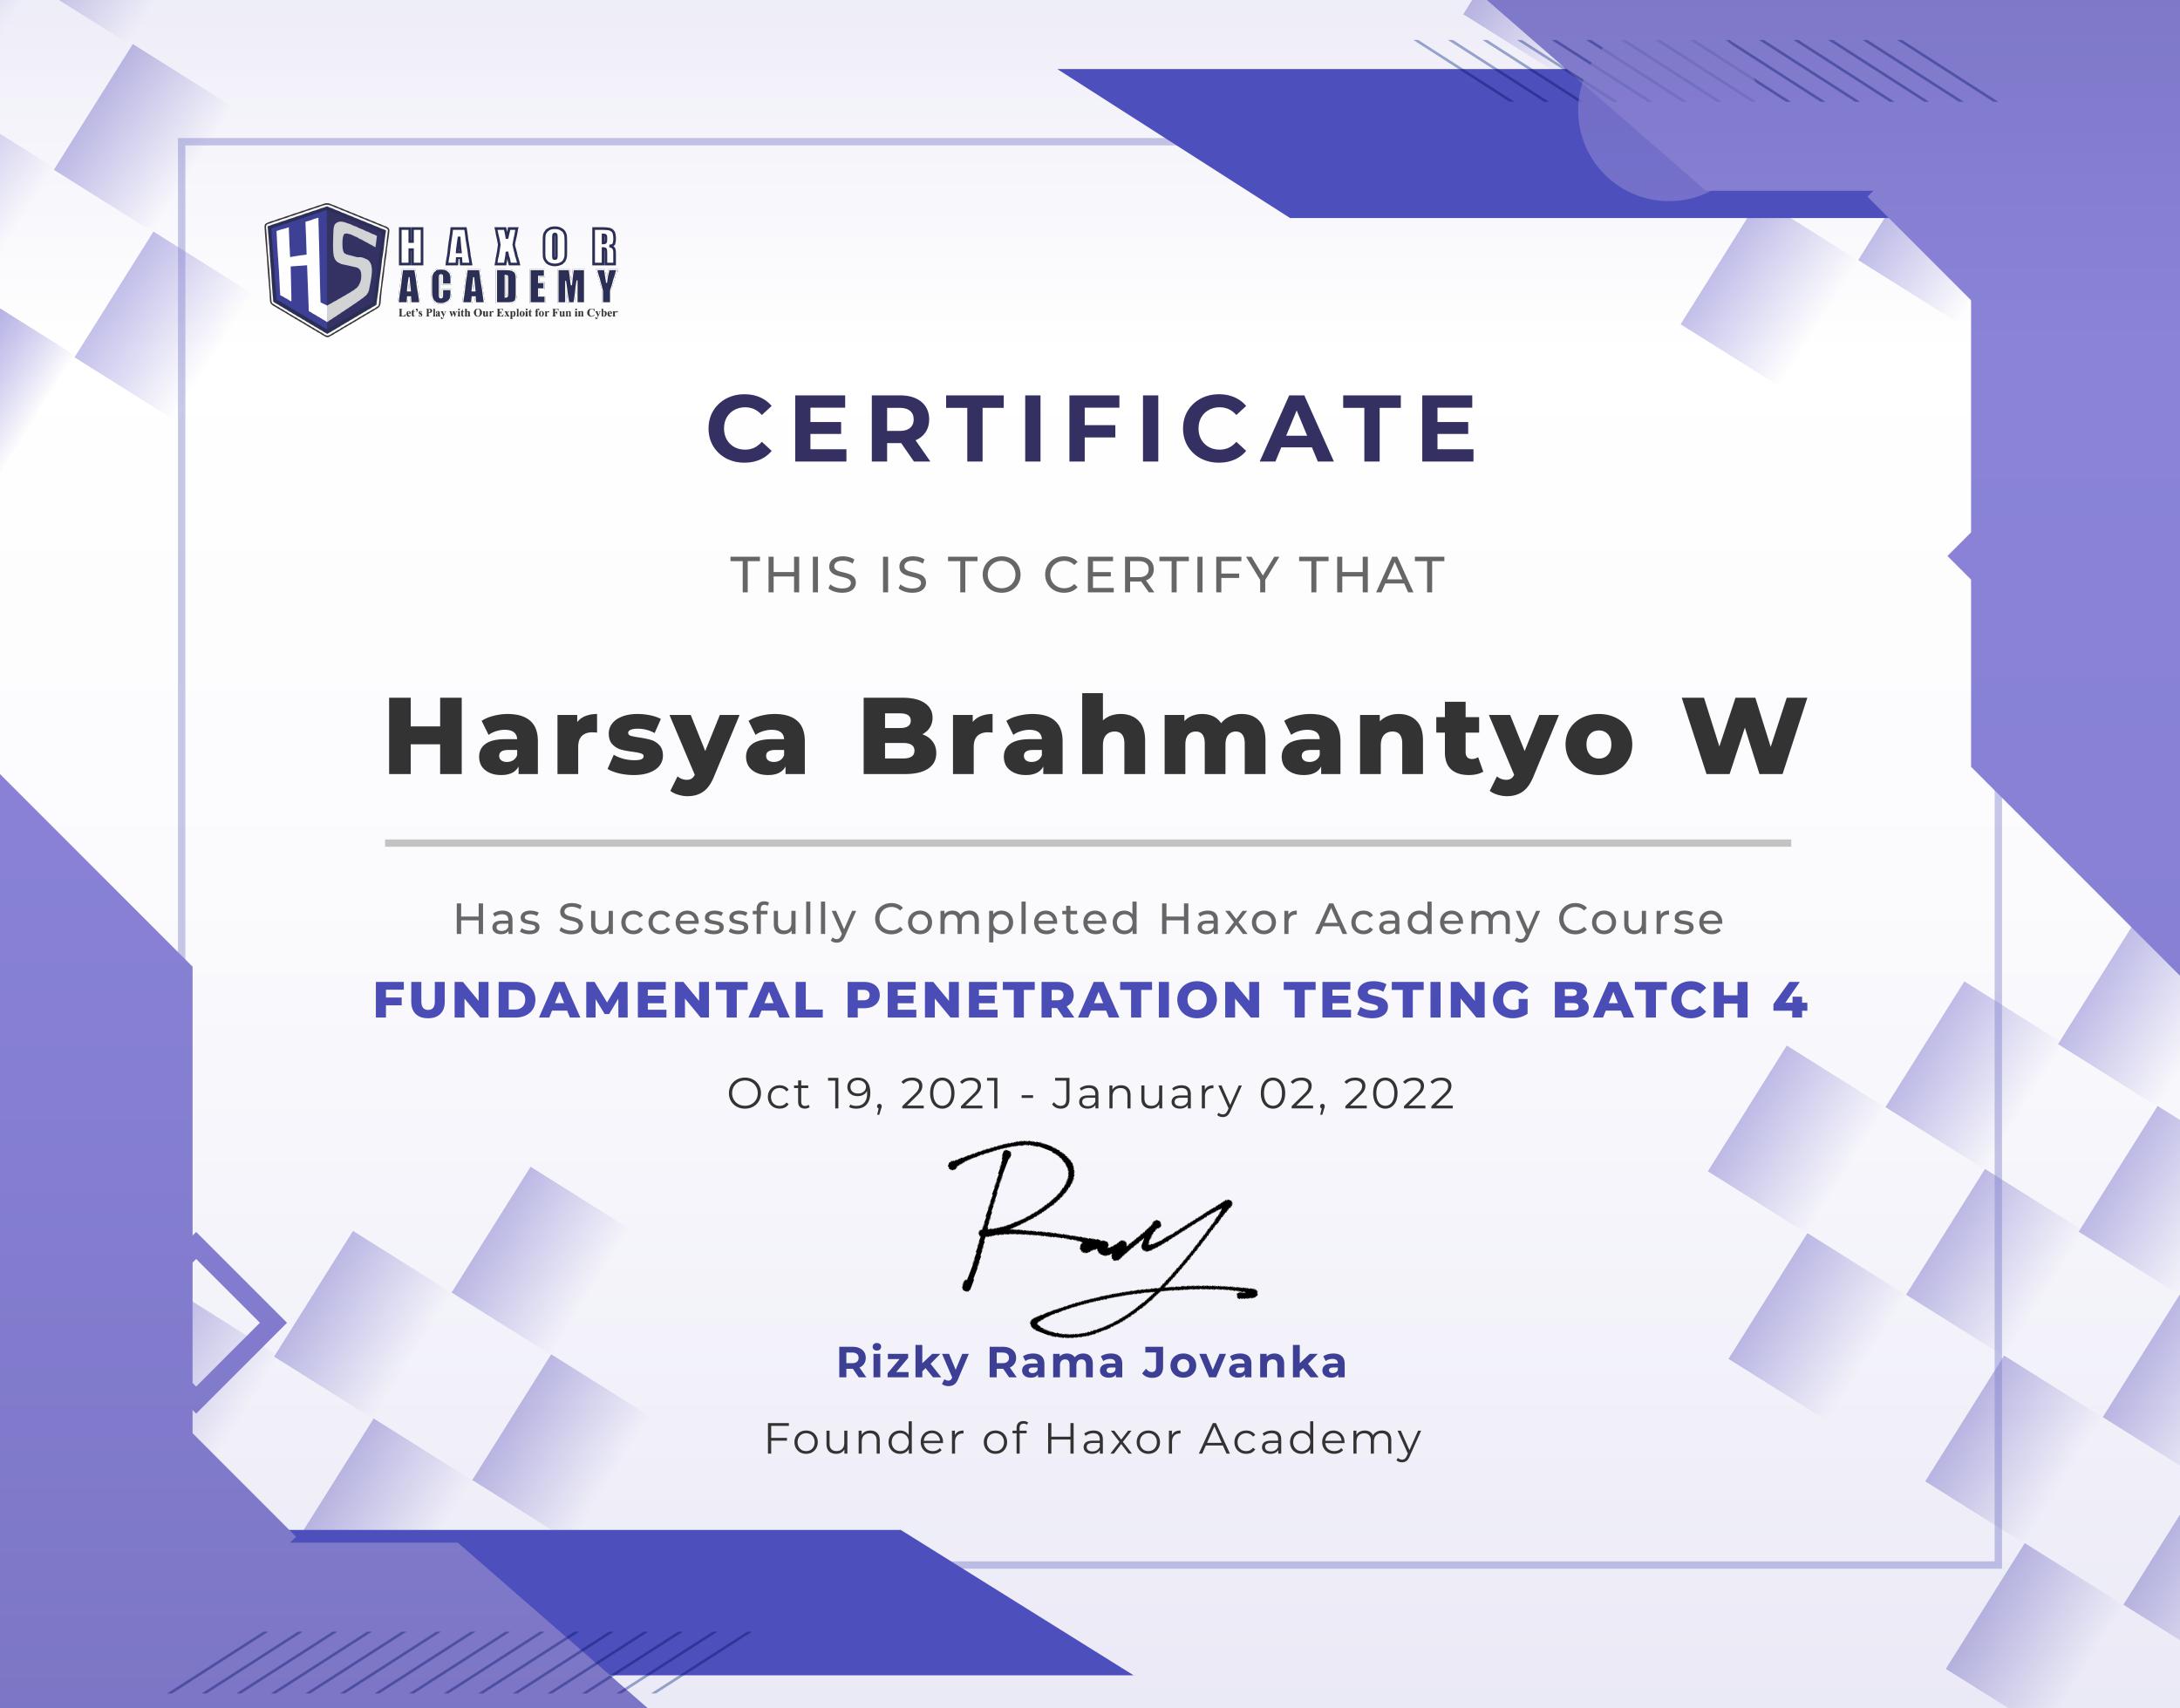 HS
HAXOR
ACADEMY
Let's Play with Our Exploit for Fun in Cyber
CERTIFICATE
THIS IS TO CERTIFY THAT
Harsya Brahmantyo W
Has Successfully Completed Haxor Academy Course
FUNDAMENTAL PENETRATION TESTING BATCH 4
Oct 19, 2021 - January 02, 2022
Rizky Rama Jovanka
Founder of Haxor Academy